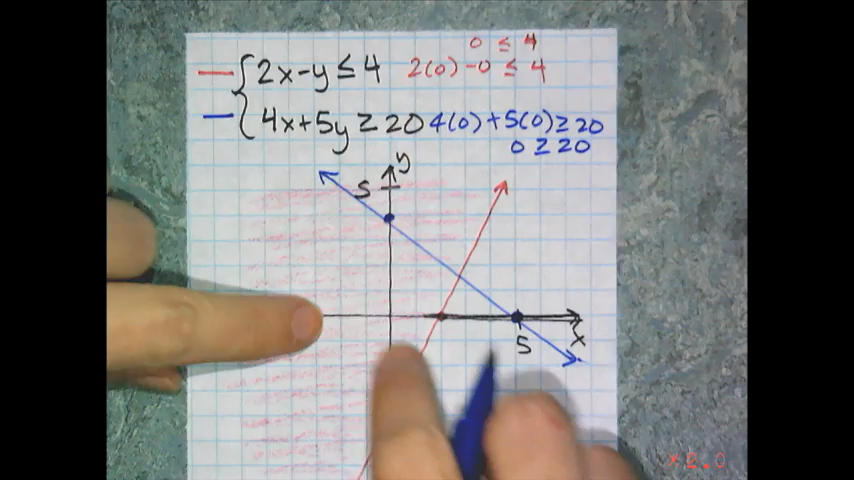 0 ≤ 4
2x-y ≤ 4 2(0) -0 ≤ 4
4x+5y ≥ 20 4(0) +5(0) ≥ 20
0 ≥ 20
y
5
x
5